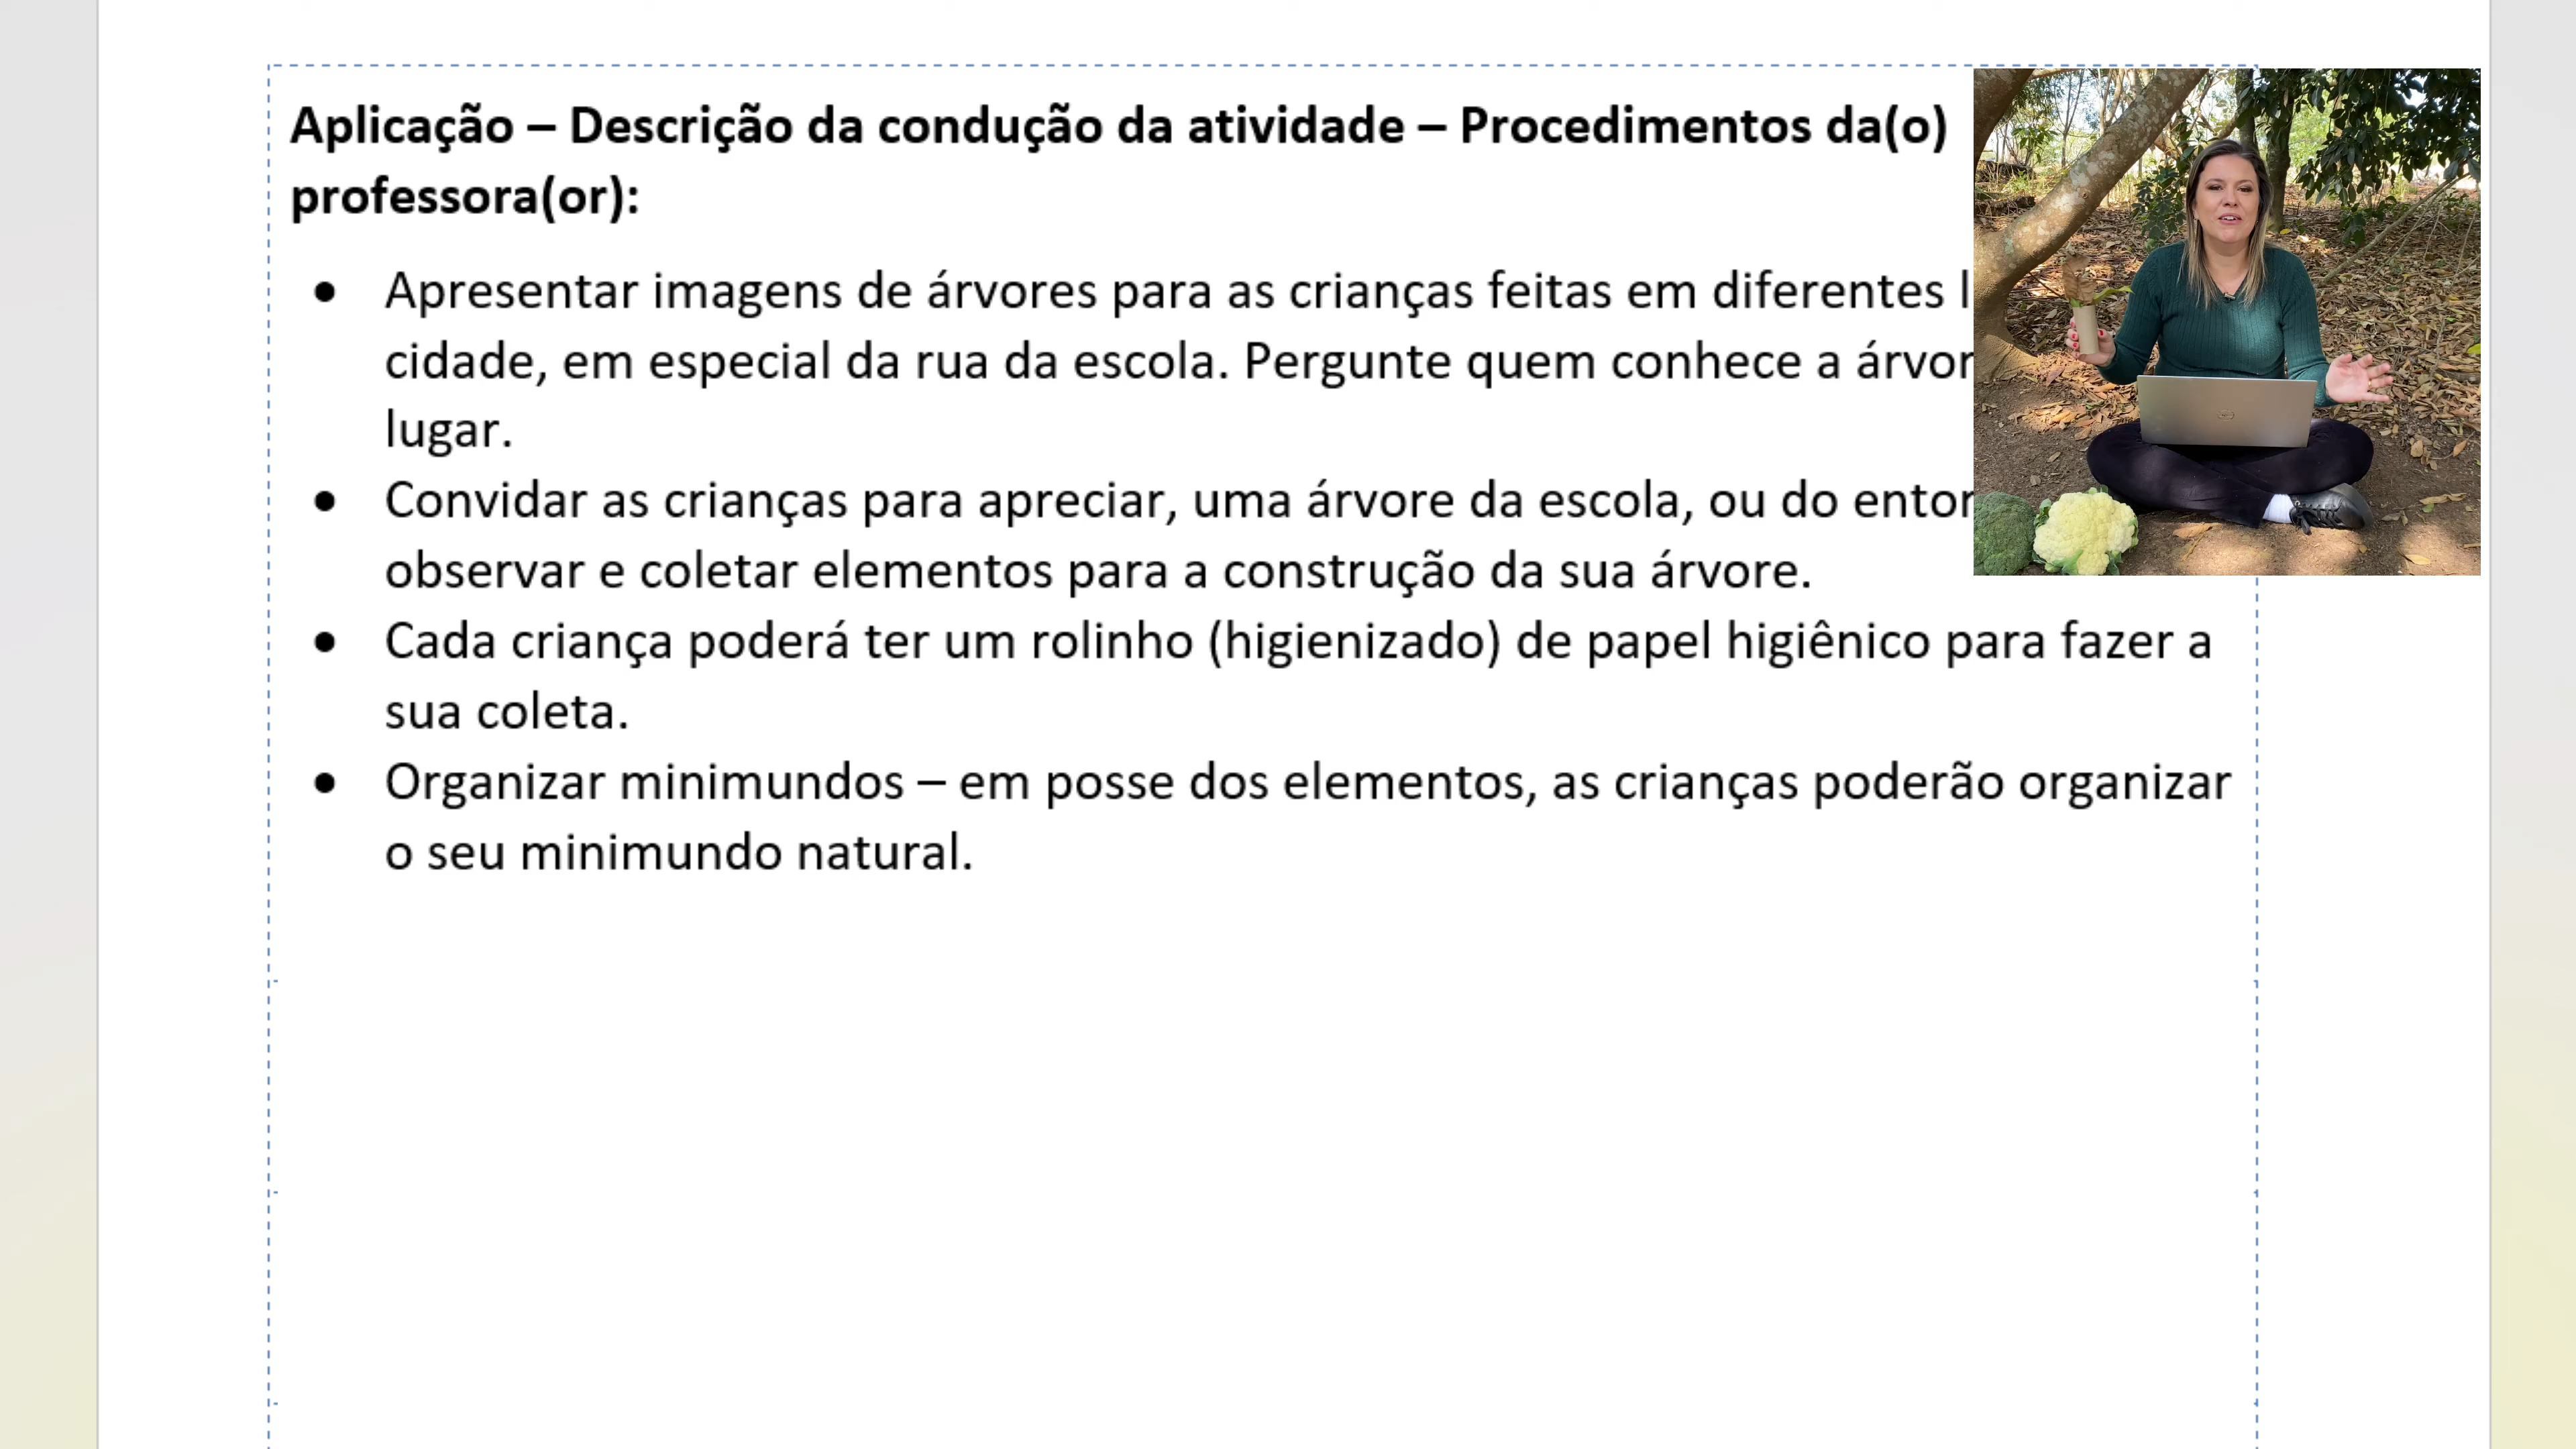 Aplicação – Descrição da condução da atividade – Procedimentos da(o)
professora(or):
• Apresentar imagens de árvores para as crianças feitas em diferentes
cidade, em especial da rua da escola. Pergunte quem conhece a
lugar.
• Convidar as crianças para apreciar, uma árvore da escola, ou do
observar e coletar elementos para a construção da sua árvore.
• Cada criança poderá ter um rolinho (higienizado) de papel higiênico para fazer a
sua coleta.
• Organizar minimundos – em posse dos elementos, as crianças poderão organizar
o seu minimundo natural.